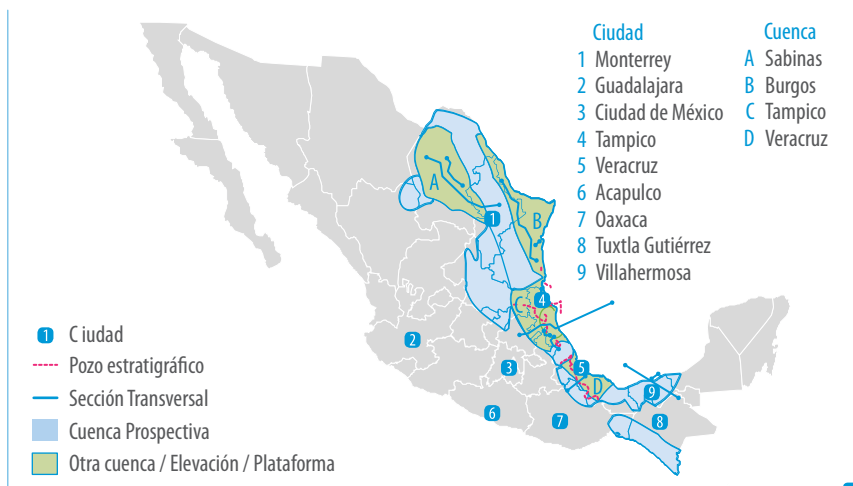 Ciudad
1 Monterrey
2 Guadalajara
3 Ciudad de México
4 Tampico
5 Veracruz
6 Acapulco
7 Oaxaca
8 Tuxtla Gutiérrez
9 Villahermosa
Cuenca
A Sabinas
B Burgos
C Tampico
D Veracruz
A
B
1
C
4
2
3
5
D
9
6
7
8
1 C iudad
Pozo estratigráfico
Sección Transversal
Cuenca Prospectiva
Otra cuenca / Elevación / Plataforma